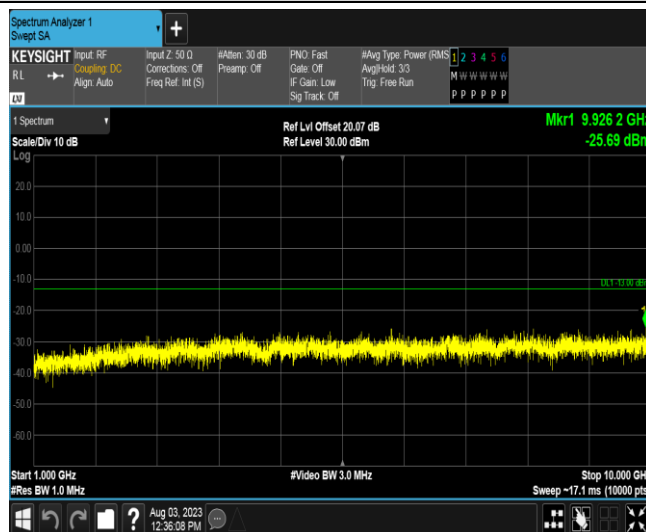 Spectrum Analyzer 1
Swept SA
+
KEYSIGHT
RL
Input: RF
Coupling: DC
Align: Auto
Input Z: 50 Ω
Corrections: Off
Freq Ref: Int (S)
#Atten: 30 dB
Preamp: Off
PNO: Fast
Gate: Off
IF Gain: Low
Sig Track: Off
#Avg Type: Power (RMS
Avg|Hold: 3/3
Trig: Free Run
1 2 3 4 5 6
M W W W W W
P P P P P P
LXI
1 Spectrum
Scale/Div 10 dB
Log
Ref Lvl Offset 20.07 dB
Ref Level 30.00 dBm
Mkr1 9.926 2 GHz
-25.69 dBm
20.0
10.0
0.00
-10.0
DL1 -13.00 dBm
-20.0
-30.0
-40.0
-50.0
-60.0
Start 1.000 GHz
#Res BW 1.0 MHz
#Video BW 3.0 MHz
Stop 10.000 GH
Sweep ~17.1 ms (10000 pts
?
Aug 03, 2023
12:36:08 PM